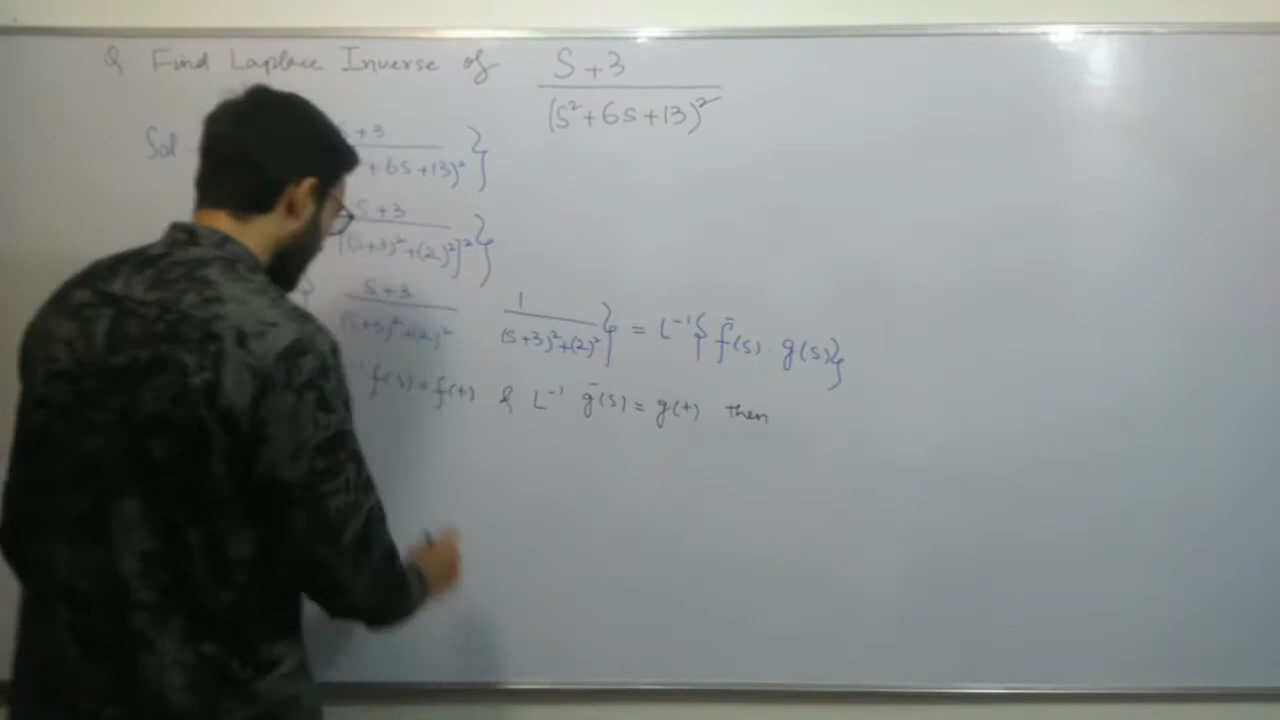 Q Find Laplace Inverse of S+3 / (S²+6S+13)²
Sol S+3 / +6S+13)² }
S+3 / [(S+3)²+(2)²]² }
S+3 / (S+3)²+(2)² 1 / (S+3)²+(2)² } = L⁻¹{ f̄(s) . g(s)}
⁻¹ f(s) = f(t) & L⁻¹ ḡ(s) = g(t) then